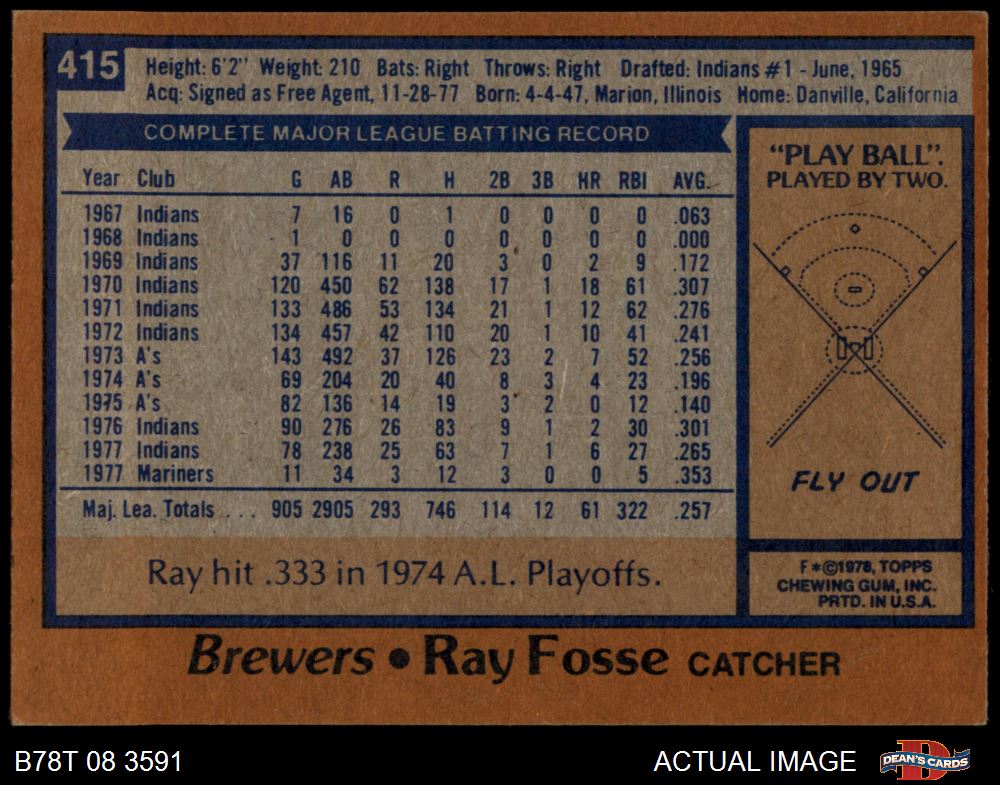 415
Height: 6'2" Weight: 210 Bats: Right Throws: Right Drafted: Indians #1 - June, 1965
Acq: Signed as Free Agent, 11-28-77 Born: 4-4-47, Marion, Illinois Home: Danville, California
COMPLETE MAJOR LEAGUE BATTING RECORD
Year Club G AB R H 2B 3B HR RBI AVG.
1967 Indians 7 16 0 1 0 0 0 0 .063
1968 Indians 1 0 0 0 0 0 0 0 .000
1969 Indians 37 116 11 20 3 0 2 9 .172
1970 Indians 120 450 62 138 17 1 18 61 .307
1971 Indians 133 486 53 134 21 1 12 62 .276
1972 Indians 134 457 42 110 20 1 10 41 .241
1973 A's 143 492 37 126 23 2 7 52 .256
1974 A's 69 204 20 40 8 3 4 23 .196
1975 A's 82 136 14 19 3 2 0 12 .140
1976 Indians 90 276 26 83 9 1 2 30 .301
1977 Indians 78 238 25 63 7 1 6 27 .265
1977 Mariners 11 34 3 12 3 0 0 5 .353
Maj. Lea. Totals . . . 905 2905 293 746 114 12 61 322 .257
Ray hit .333 in 1974 A.L. Playoffs.
"PLAY BALL".
PLAYED BY TWO.
FLY OUT
F*©1978, TOPPS
CHEWING GUM, INC.
PRTD. IN U.S.A.
Brewers • Ray Fosse CATCHER
B78T 08 3591
ACTUAL IMAGE
DEAN'S CARDS